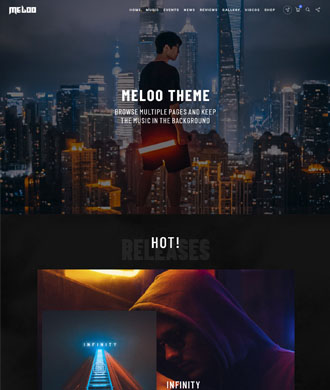 MELOO
HOME MUSIC EVENTS NEWS REVIEWS GALLERY VIDEOS SHOP
MELOO THEME
BROWSE MULTIPLE PAGES AND KEEP
THE MUSIC IN THE BACKGROUND
RELEASES
HOT!
INFINITY
INFINITY